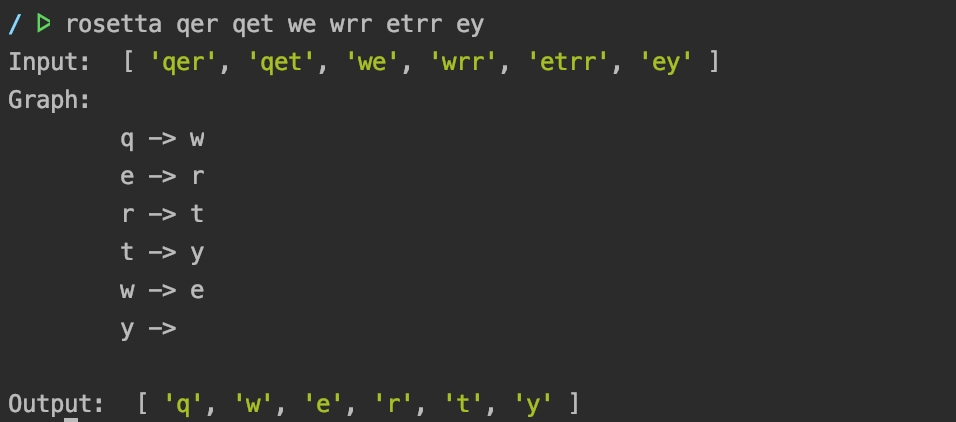 / ▷ rosetta qer qet we wrr etrr ey
Input:  [ 'qer', 'qet', 'we', 'wrr', 'etrr', 'ey' ]
Graph:
q -> w
e -> r
r -> t
t -> y
w -> e
y ->
Output:  [ 'q', 'w', 'e', 'r', 't', 'y' ]